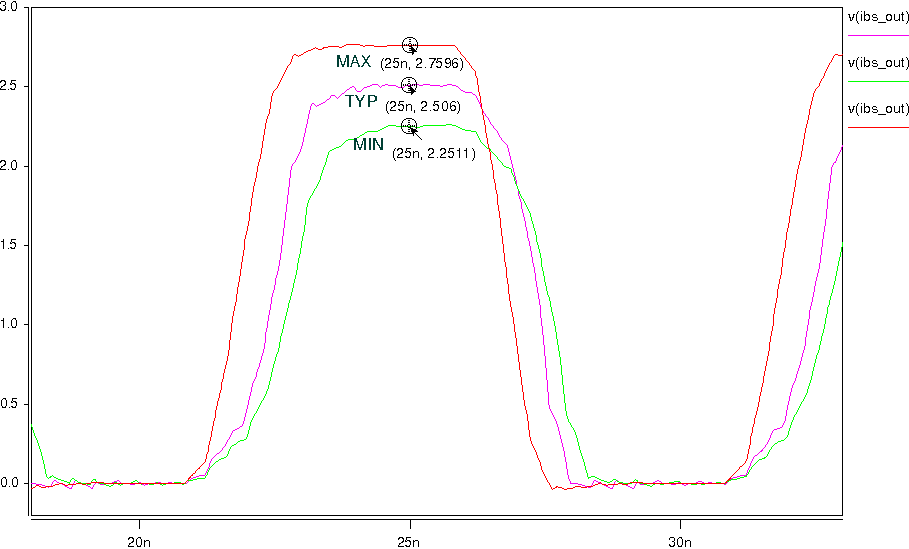 3.0
v(ibs_out)
MAX (25n, 2.7596)
v(ibs_out)
2.5
TYP (25n, 2.506)
v(ibs_out)
MIN (25n, 2.2511)
2.0
1.5
1.0
0.5
0.0
20n 25n 30n